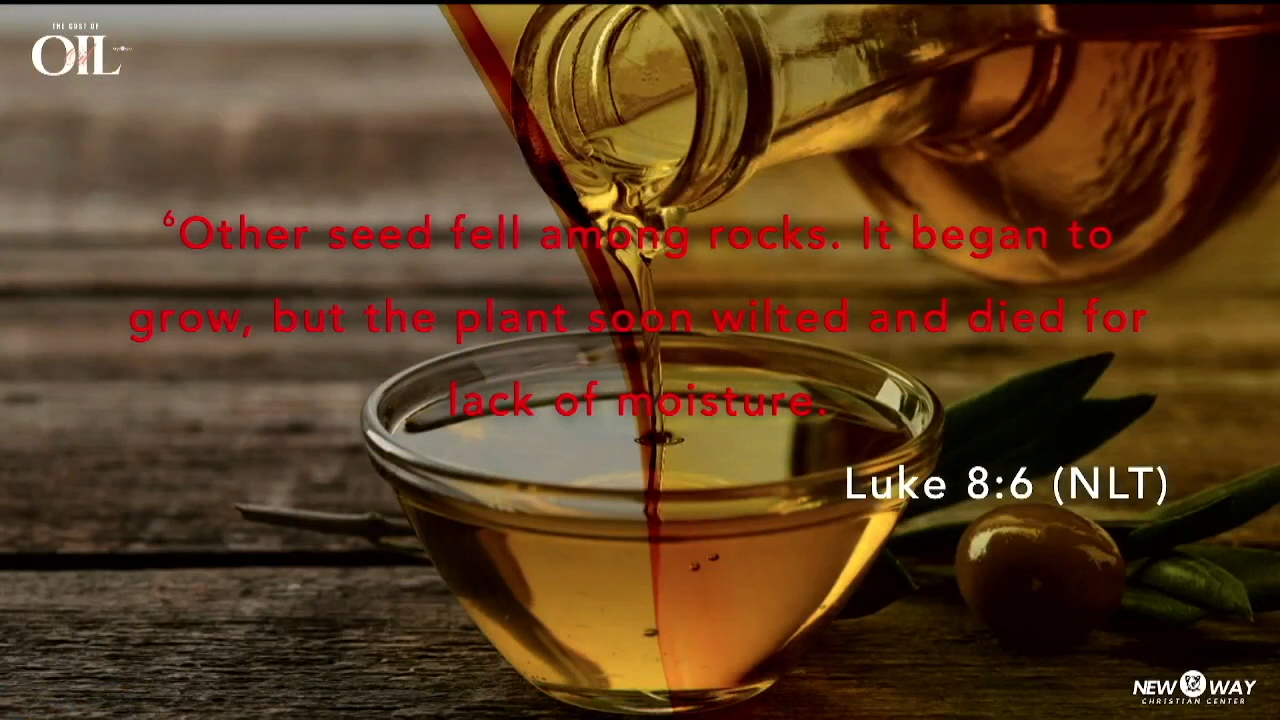 THE COST OF
OIL
⁶Other seed fell among rocks. It began to
grow, but the plant soon wilted and died for
lack of moisture.
Luke 8:6 (NLT)
NEW WAY
CHRISTIAN CENTER